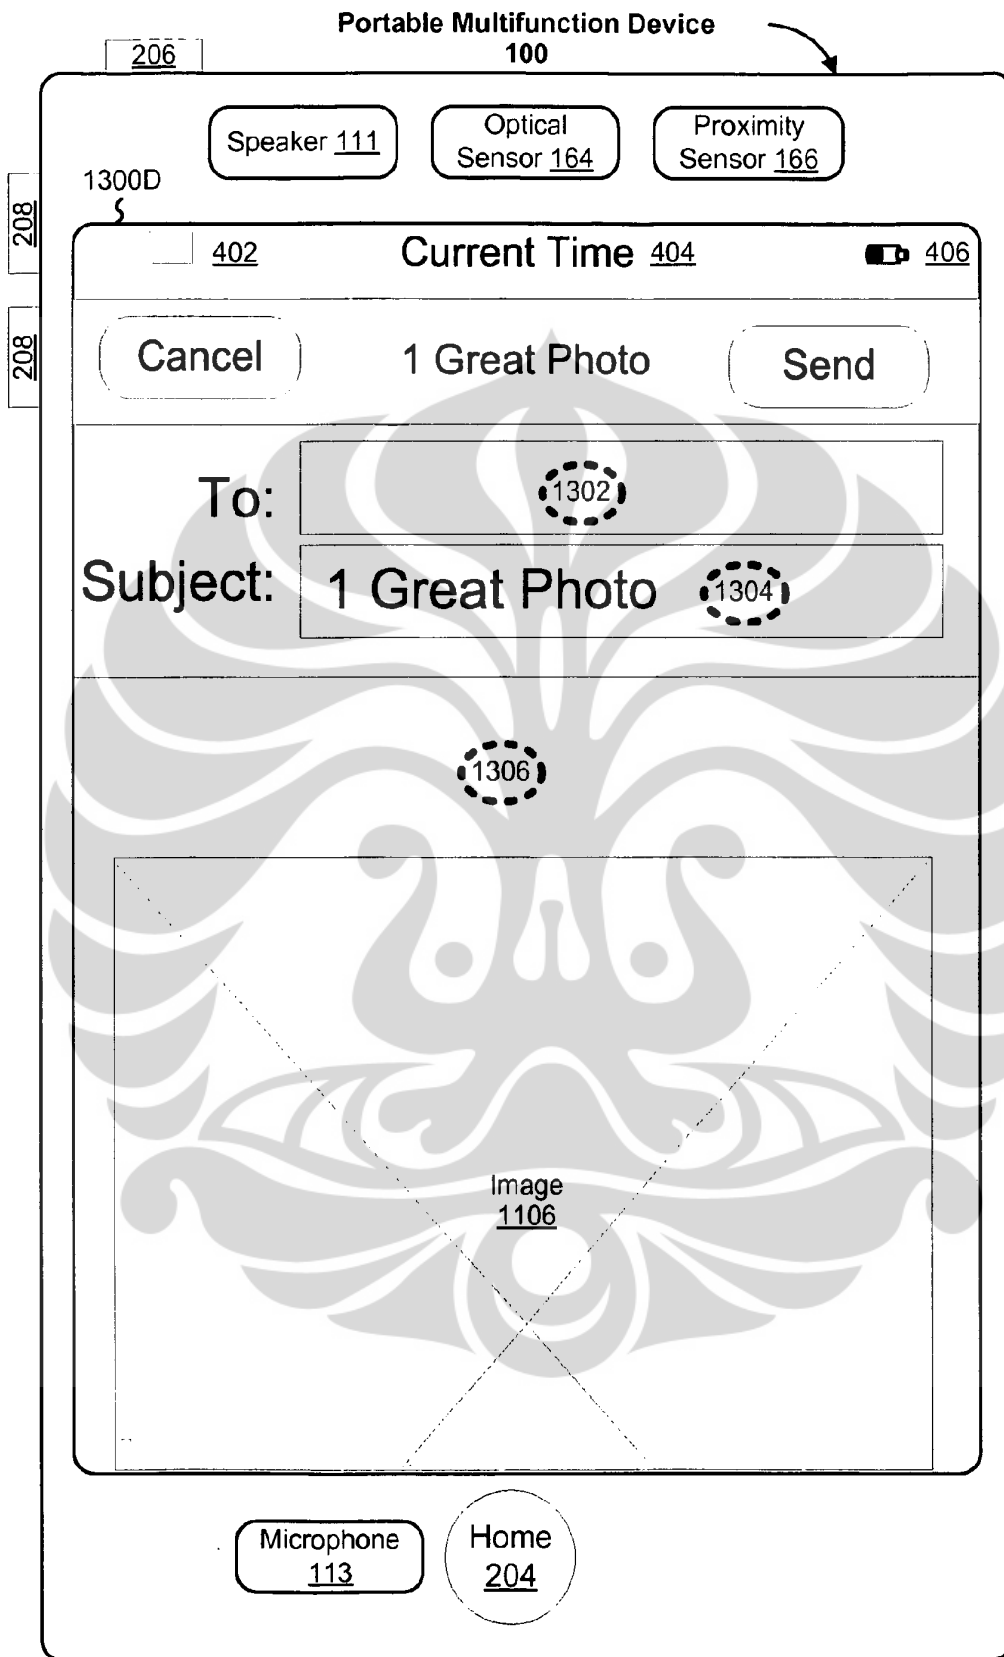 Portable Multifunction Device
100
206
Speaker 111
Optical
Sensor 164
Proximity
Sensor 166
208
1300D
402
Current Time 404
406
208
Cancel
1 Great Photo
Send
To:
1302
Subject:
1 Great Photo
1304
1306
Image
1106
Microphone
113
Home
204